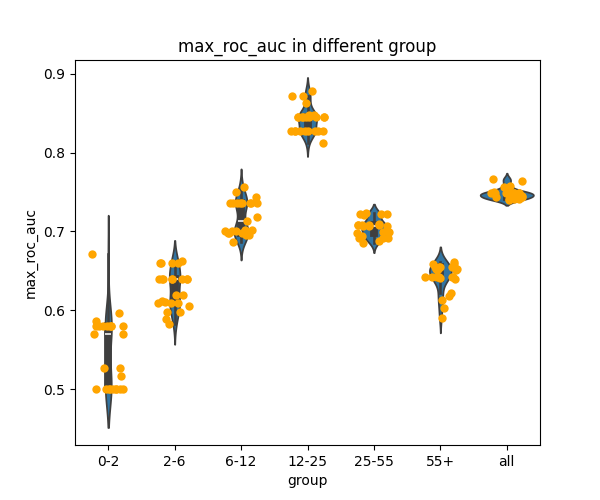 max_roc_auc in different group
max_roc_auc
0.9
0.8
0.7
0.6
0.5
0-2 2-6 6-12 12-25 25-55 55+ all
group